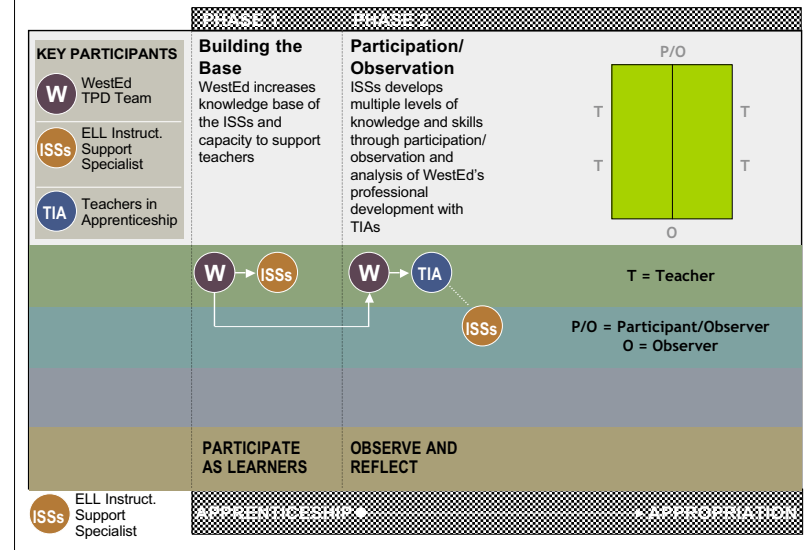 PHASE 1
PHASE 2
KEY PARTICIPANTS
W
WestEd
TPD Team
ISSs
ELL Instruct.
Support
Specialist
TIA
Teachers in
Apprenticeship
Building the
Base
WestEd increases
knowledge base of
the ISSs and
capacity to support
teachers
Participation/
Observation
ISSs develops
multiple levels of
knowledge and skills
through participation/
observation and
analysis of WestEd’s
professional
development with
TIAs
P/O
T
T
T
T
O
W
ISSs
W
TIA
T = Teacher
ISSs
P/O = Participant/Observer
O = Observer
PARTICIPATE
AS LEARNERS
OBSERVE AND
REFLECT
ISSs
ELL Instruct.
Support
Specialist
APPRENTICESHIP
APPROPRIATION